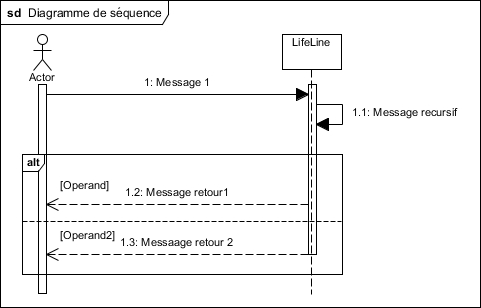 sd Diagramme de séquence
LifeLine
Actor
1: Message 1
1.1: Message recursif
alt
[Operand]
1.2: Message retour1
[Operand2]
1.3: Messaage retour 2